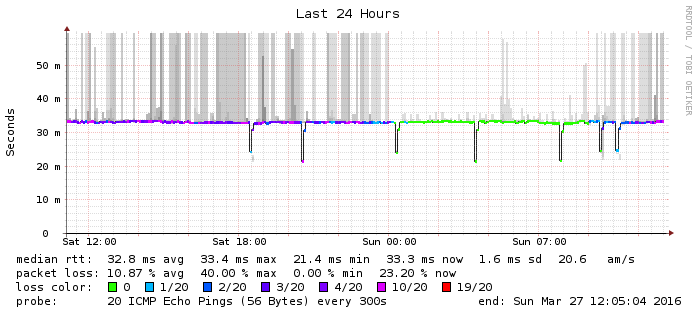 Last 24 Hours
RRDTOOL / TOBI OETIKER
Seconds
50 m
40 m
30 m
20 m
10 m
0
Sat 12:00 Sat 18:00 Sun 00:00 Sun 07:00
median rtt: 32.8 ms avg 33.4 ms max 21.4 ms min 33.3 ms now 1.6 ms sd 20.6 am/s
packet loss: 10.87 % avg 40.00 % max 0.00 % min 23.20 % now
loss color: 0 1/20 2/20 3/20 4/20 10/20 19/20
probe: 20 ICMP Echo Pings (56 Bytes) every 300s end: Sun Mar 27 12:05:04 2016